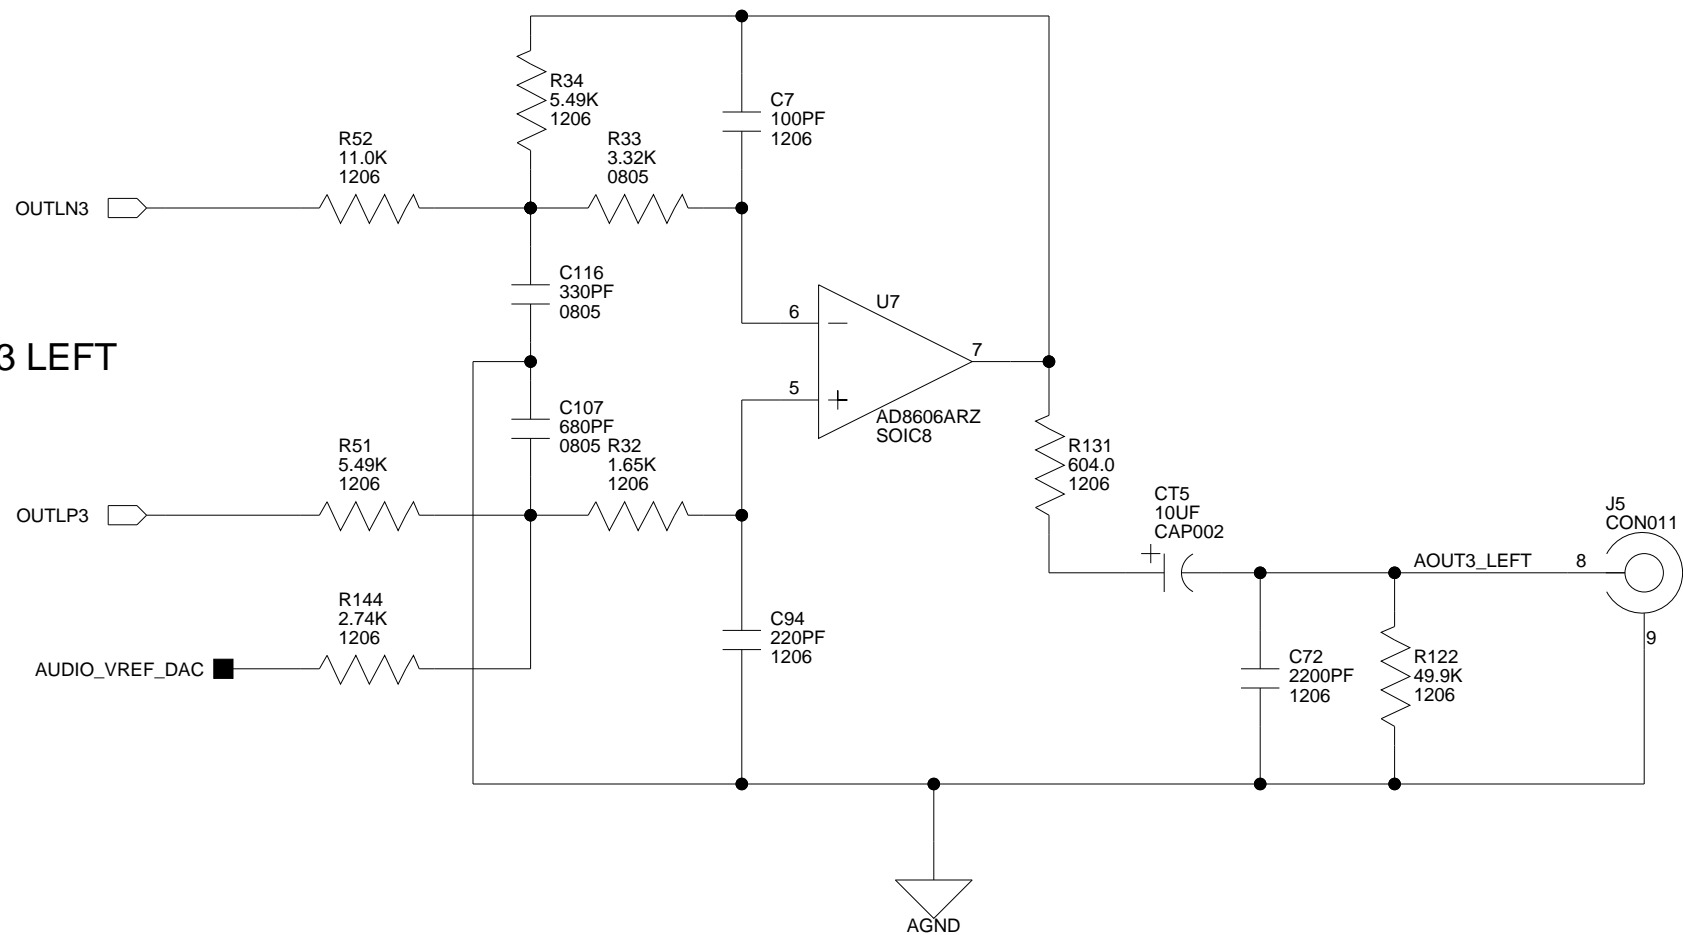 R34
5.49K
1206
C7
100PF
1206
R52
11.0K
1206
R33
3.32K
0805
OUTLN3
C116
330PF
0805
6
U7
3 LEFT
7
5
AD8606ARZ
SOIC8
C107
680PF
0805
R51
5.49K
1206
R32
1.65K
1206
R131
604.0
1206
OUTLP3
CT5
10UF
CAP002
J5
CON011
AOUT3_LEFT
8
R144
2.74K
1206
C94
220PF
1206
9
AUDIO_VREF_DAC
C72
2200PF
1206
R122
49.9K
1206
AGND